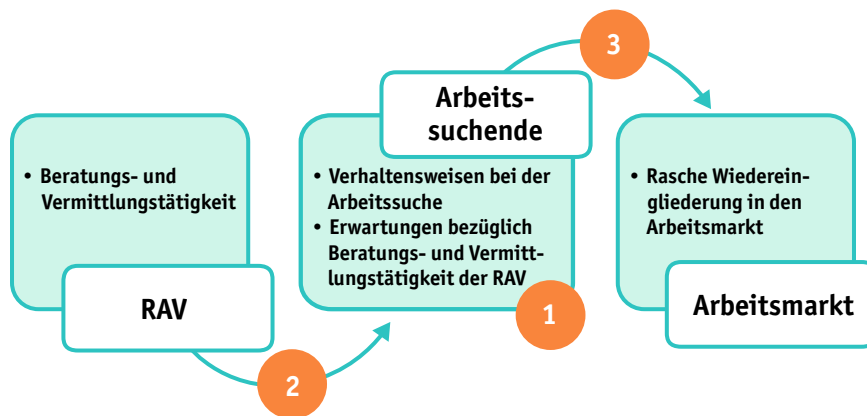 3
Arbeits-
suchende
• Beratungs- und
Vermittlungstätigkeit
RAV
• Verhaltensweisen bei der
Arbeitssuche
• Erwartungen bezüglich
Beratungs- und Vermitt-
lungstätigkeit der RAV
1
2
• Rasche Wiederein-
gliederung in den
Arbeitsmarkt
Arbeitsmarkt